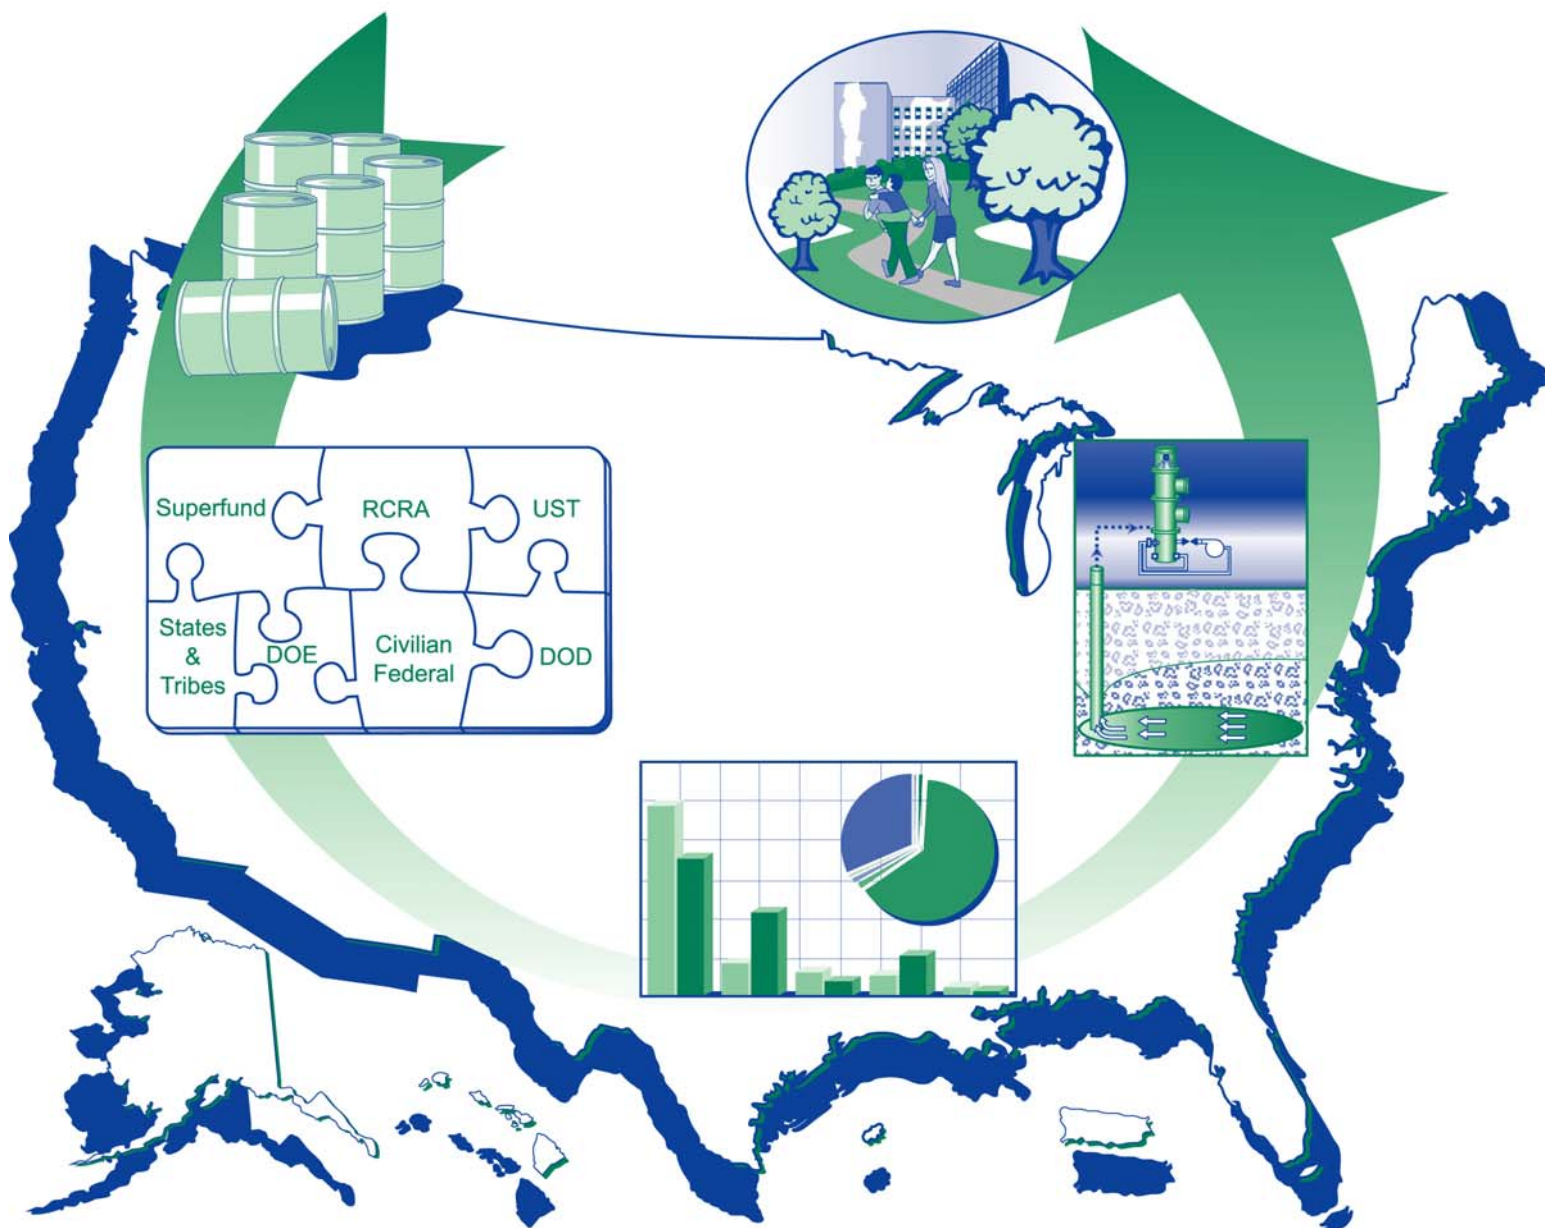 Superfund
RCRA
UST
States
&
Tribes
DOE
Civilian
Federal
DOD